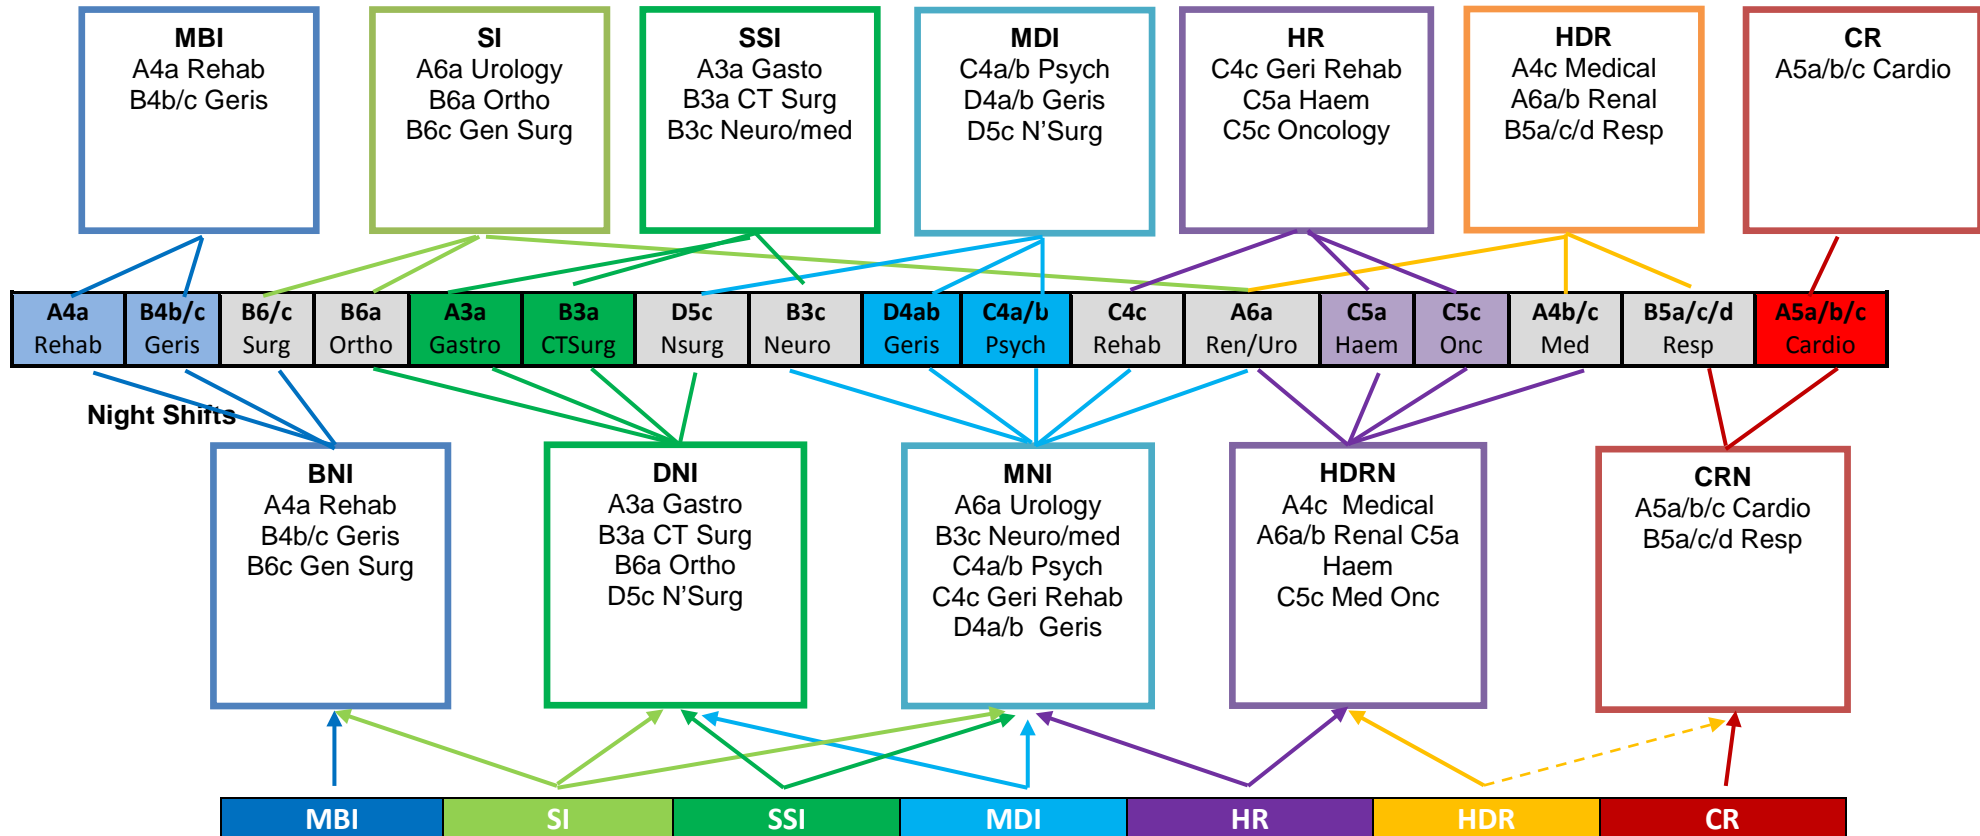 MBI
A4a Rehab
B4b/c Geris
SI
A6a Urology
B6a Ortho
B6c Gen Surg
SSI
A3a Gasto
B3a CT Surg
B3c Neuro/med
MDI
C4a/b Psych
D4a/b Geris
D5c N’Surg
HR
C4c Geri Rehab
C5a Haem
C5c Oncology
HDR
A4c Medical
A6a/b Renal
B5a/c/d Resp
CR
A5a/b/c Cardio
A4a
Rehab
B4b/c
Geris
B6/c
Surg
B6a
Ortho
A3a
Gastro
B3a
CTSurg
D5c
Nsurg
B3c
Neuro
D4ab
Geris
C4a/b
Psych
C4c
Rehab
A6a
Ren/Uro
C5a
Haem
C5c
Onc
A4b/c
Med
B5a/c/d
Resp
A5a/b/c
Cardio
Night Shifts
BNI
A4a Rehab
B4b/c Geris
B6c Gen Surg
DNI
A3a Gastro
B3a CT Surg
B6a Ortho
D5c N’Surg
MNI
A6a Urology
B3c Neuro/med
C4a/b Psych
C4c Geri Rehab
D4a/b Geris
HDRN
A4c Medical
A6a/b Renal C5a
Haem
C5c Med Onc
CRN
A5a/b/c Cardio
B5a/c/d Resp
MBI
SI
SSI
MDI
HR
HDR
CR